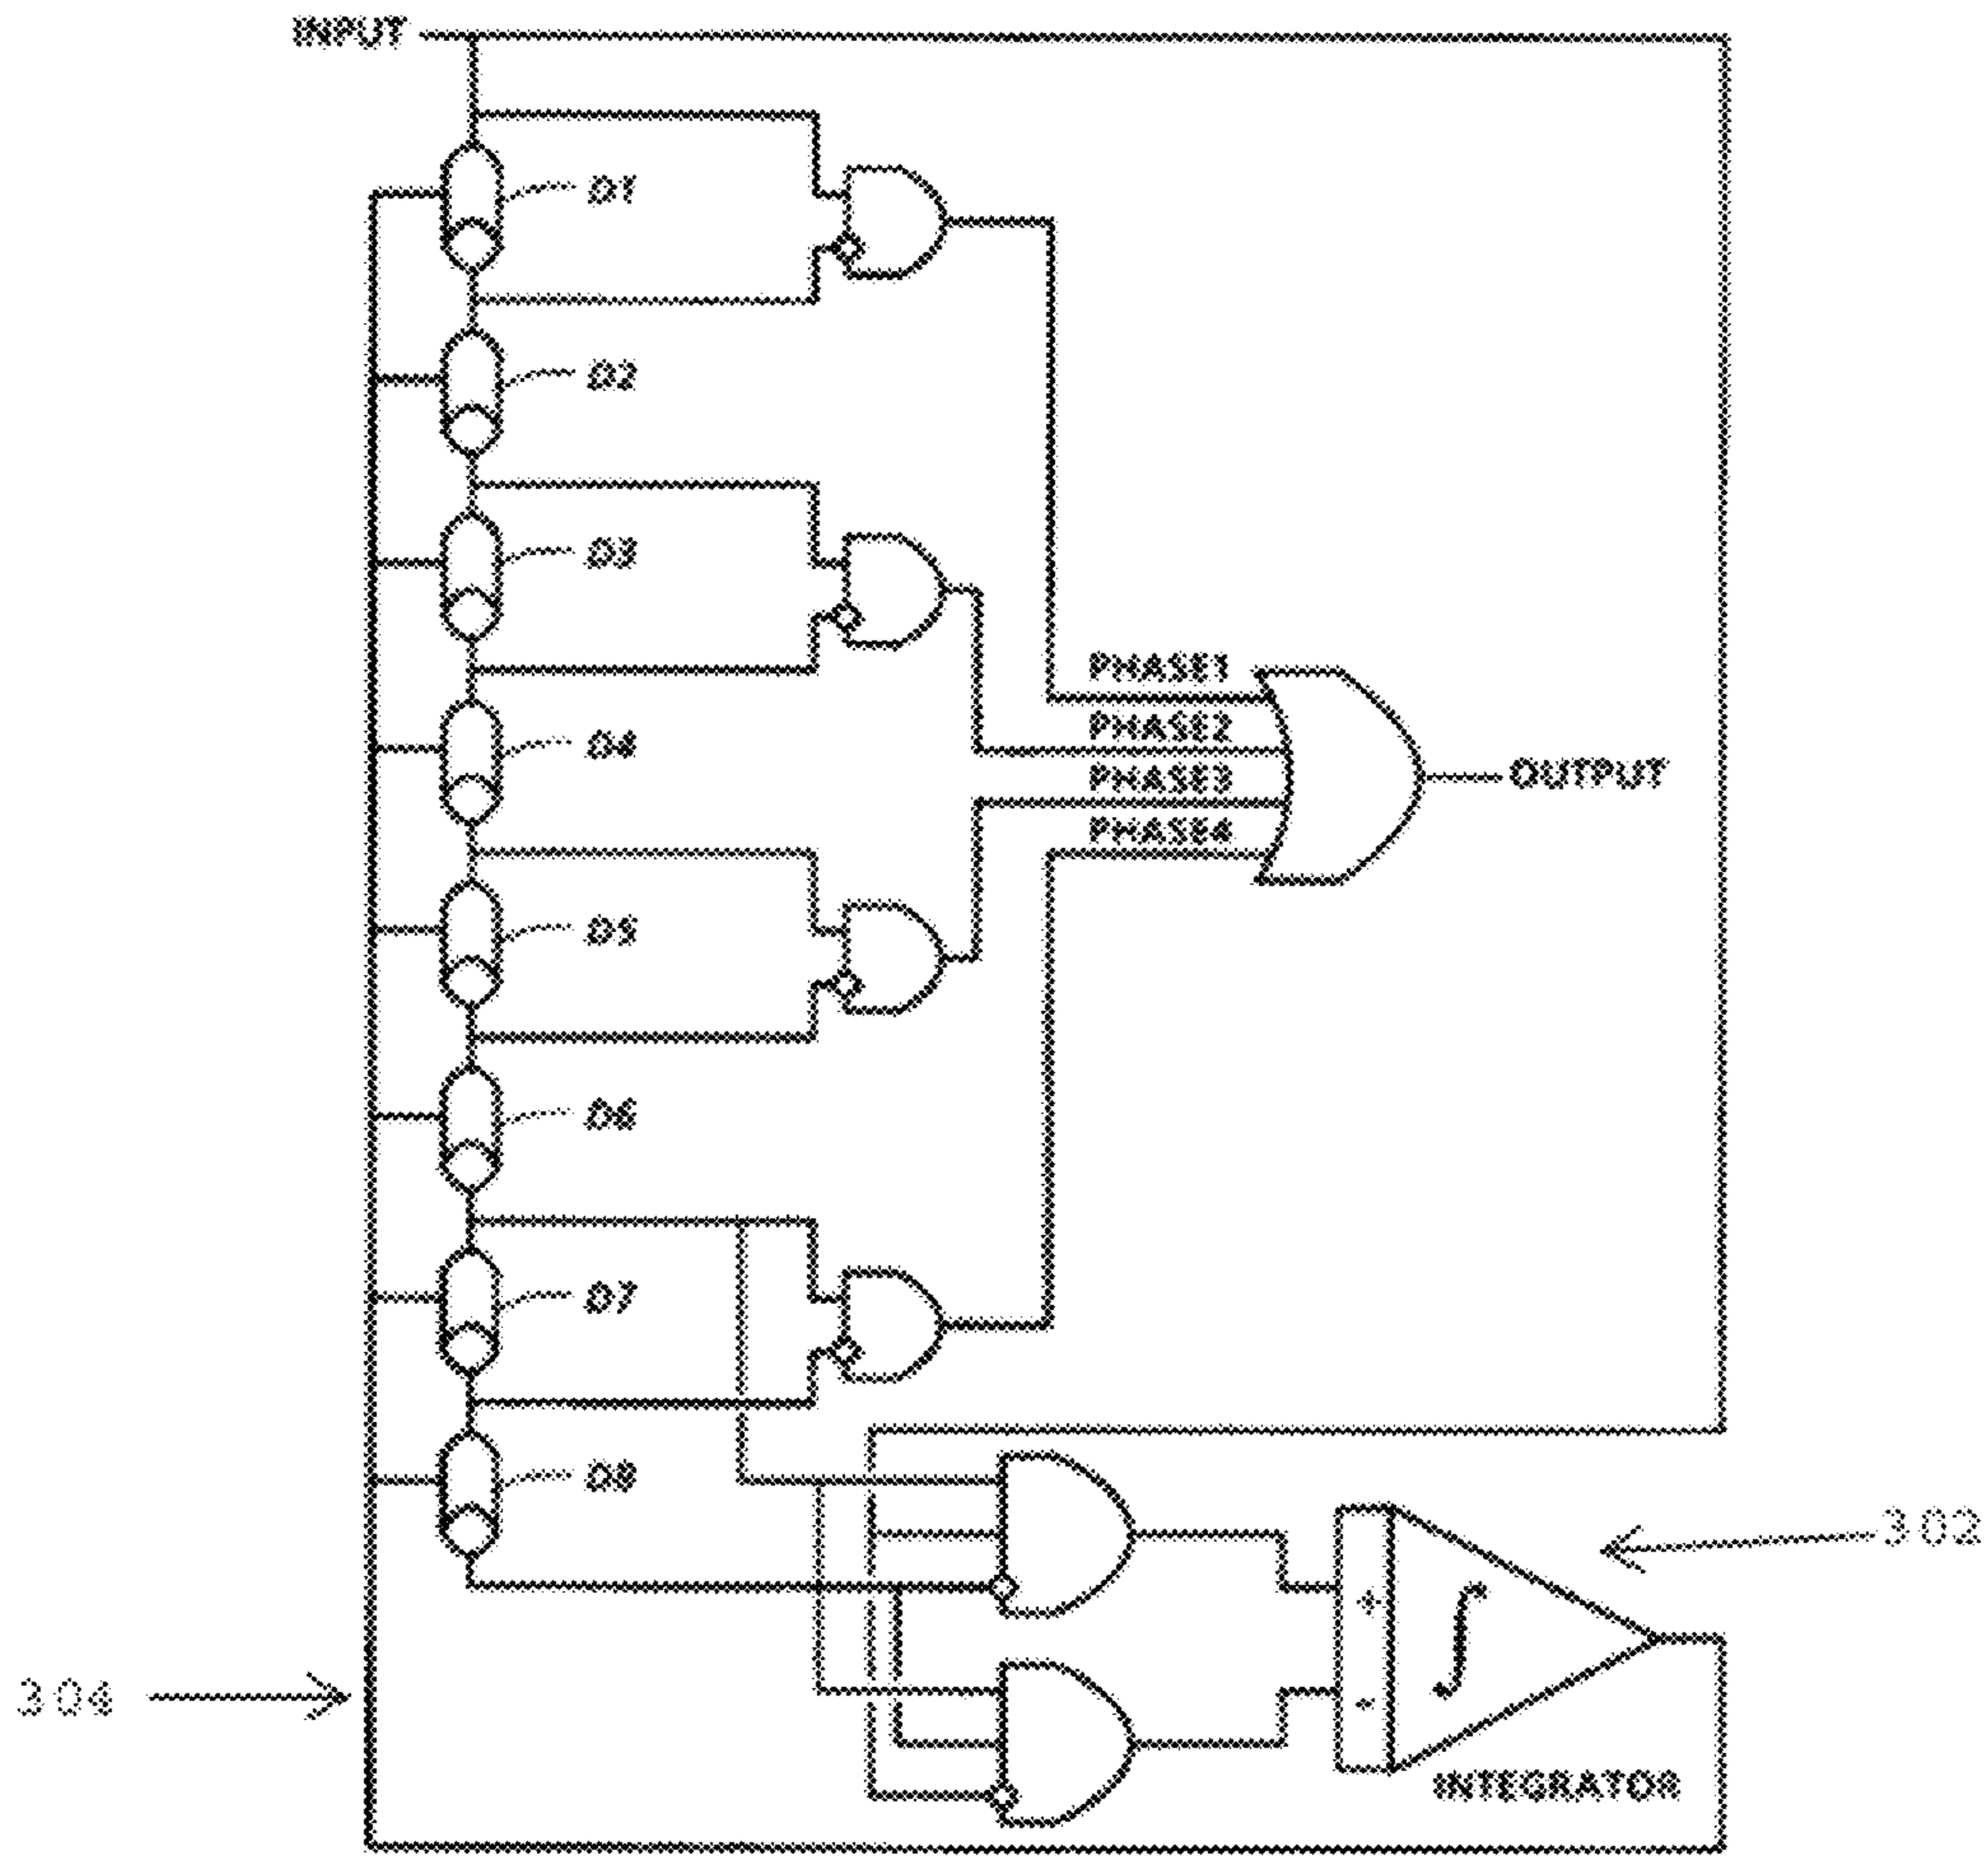 INPUT
D1
D2
D3
PHASE1
PHASE2
D4
PHASE3
OUTPUT
PHASE4
D5
D6
D7
D8
302
+
304
-
INTEGRATOR